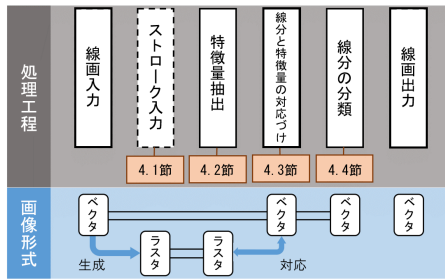 処理工程
線画入力
ストローク入力
特徴量抽出
線分と特徴量の対応づけ
線分の分類
線画出力
4.1節
4.2節
4.3節
4.4節
画像形式
ベクタ
ベクタ
ベクタ
ベクタ
ラスタ
ラスタ
生成
対応